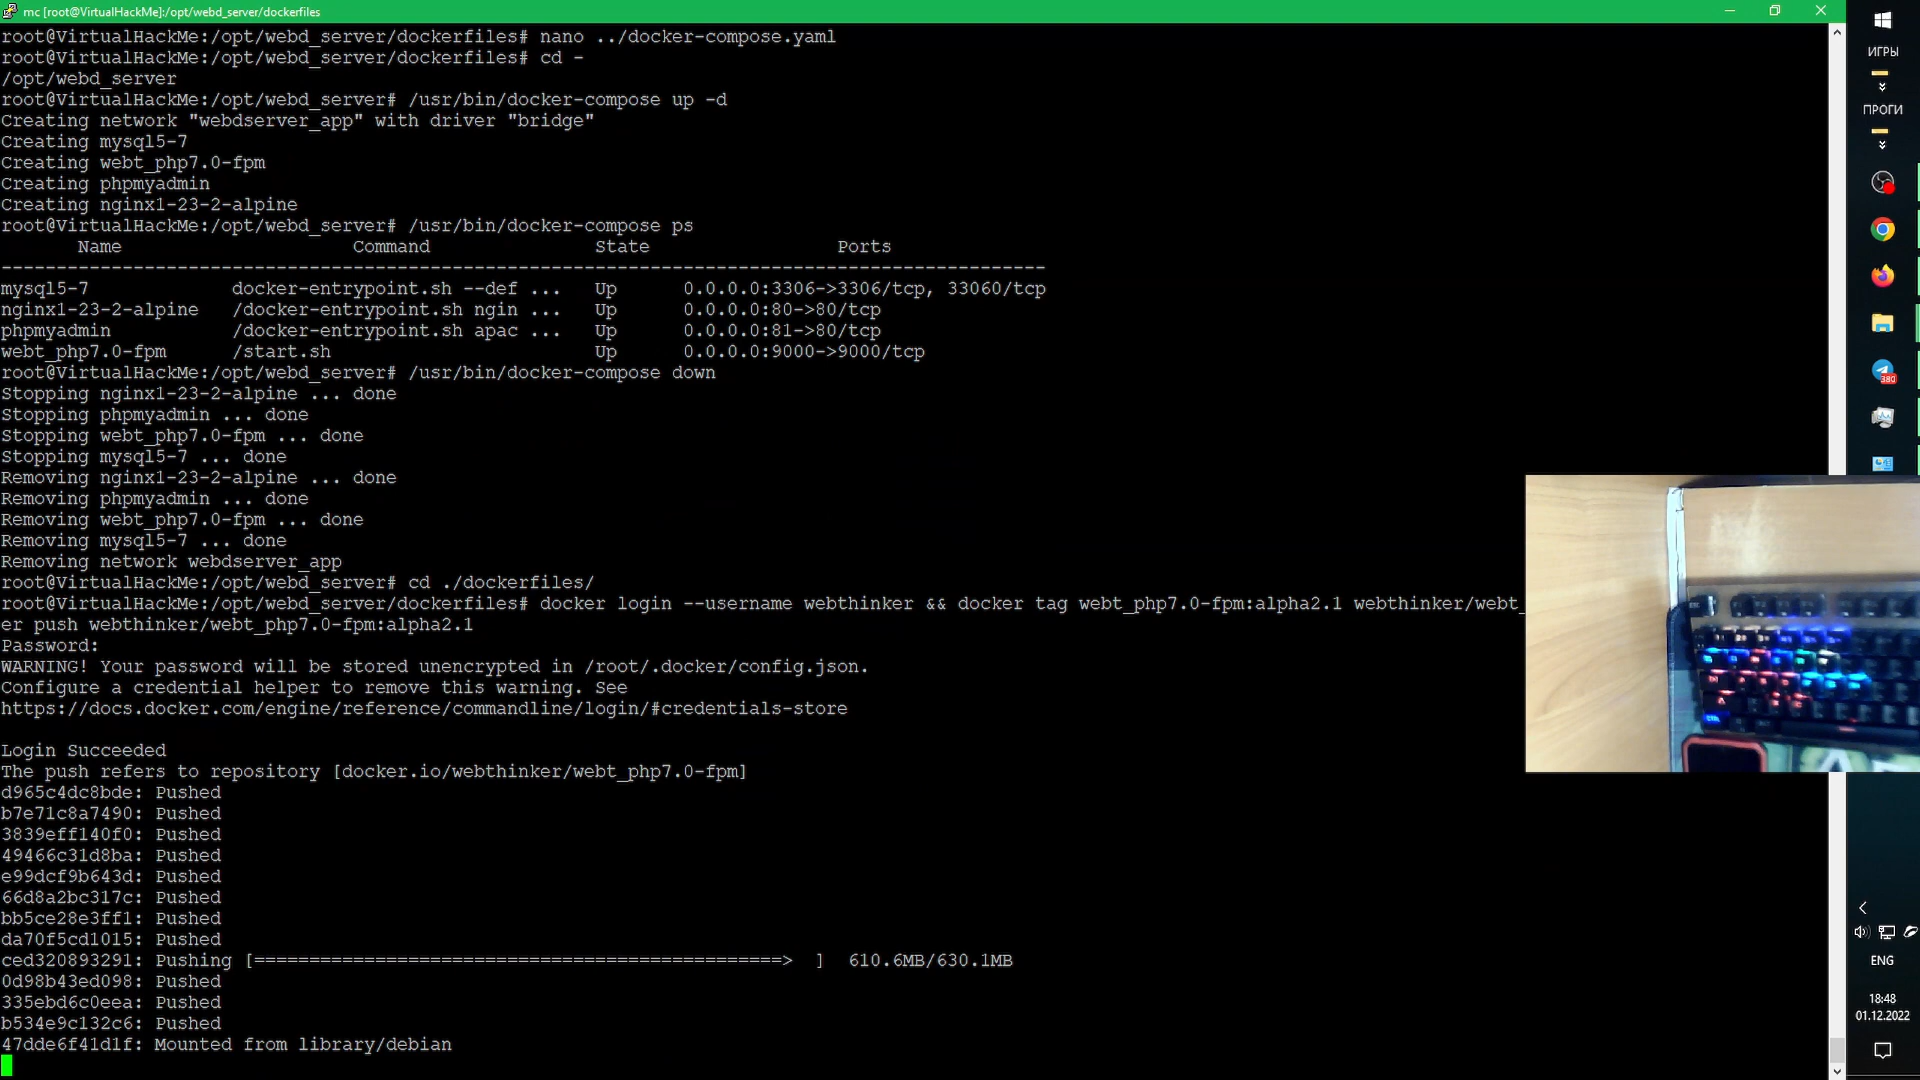 mc [root@VirtualHackMe]:/opt/webd_server/dockerfiles
root@VirtualHackMe:/opt/webd_server/dockerfiles# nano ../docker-compose.yaml
root@VirtualHackMe:/opt/webd_server/dockerfiles# cd -
/opt/webd_server
root@VirtualHackMe:/opt/webd_server# /usr/bin/docker-compose up -d
Creating network "webdserver_app" with driver "bridge"
Creating mysql5-7
Creating webt_php7.0-fpm
Creating phpmyadmin
Creating nginx1-23-2-alpine
root@VirtualHackMe:/opt/webd_server# /usr/bin/docker-compose ps
Name Command State Ports
-----------------------------------------------------------------------------------------------
mysql5-7 docker-entrypoint.sh --def ... Up 0.0.0.0:3306->3306/tcp, 33060/tcp
nginx1-23-2-alpine /docker-entrypoint.sh ngin ... Up 0.0.0.0:80->80/tcp
phpmyadmin /docker-entrypoint.sh apac ... Up 0.0.0.0:81->80/tcp
webt_php7.0-fpm /start.sh Up 0.0.0.0:9000->9000/tcp
root@VirtualHackMe:/opt/webd_server# /usr/bin/docker-compose down
Stopping nginx1-23-2-alpine ... done
Stopping phpmyadmin ... done
Stopping webt_php7.0-fpm ... done
Stopping mysql5-7 ... done
Removing nginx1-23-2-alpine ... done
Removing phpmyadmin ... done
Removing webt_php7.0-fpm ... done
Removing mysql5-7 ... done
Removing network webdserver_app
root@VirtualHackMe:/opt/webd_server# cd ./dockerfiles/
root@VirtualHackMe:/opt/webd_server/dockerfiles# docker login --username webthinker && docker tag webt_php7.0-fpm:alpha2.1 webthinker/webt_
er push webthinker/webt_php7.0-fpm:alpha2.1
Password:
WARNING! Your password will be stored unencrypted in /root/.docker/config.json.
Configure a credential helper to remove this warning. See
https://docs.docker.com/engine/reference/commandline/login/#credentials-store
Login Succeeded
The push refers to repository [docker.io/webthinker/webt_php7.0-fpm]
d965c4dc8bde: Pushed
b7e71c8a7490: Pushed
3839eff140f0: Pushed
49466c31d8ba: Pushed
e99dcf9b643d: Pushed
66d8a2bc317c: Pushed
bb5ce28e3ff1: Pushed
da70f5cd1015: Pushed
ced320893291: Pushing [================================================>  ] 610.6MB/630.1MB
0d98b43ed098: Pushed
335ebd6c0eea: Pushed
b534e9c132c6: Pushed
47dde6f41d1f: Mounted from library/debian
ИГРЫ
ПРОГИ
380
ENG
18:48
01.12.2022